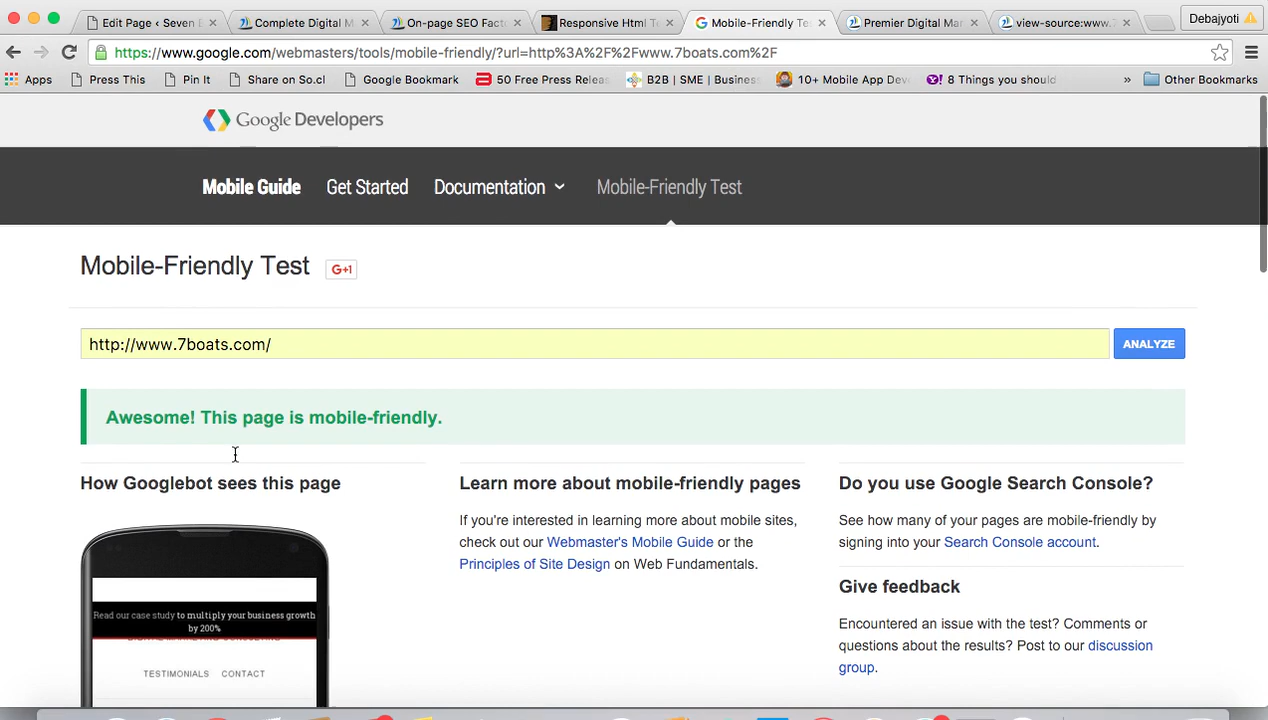 Edit Page ‹ Seven B
Complete Digital M
On-page SEO Facto
Responsive Html Te
Mobile-Friendly Tes
Premier Digital Mar
view-source:www.7
Debajyoti
https://www.google.com/webmasters/tools/mobile-friendly/?url=http%3A%2F%2Fwww.7boats.com%2F
Apps Press This Pin It Share on So.cl Google Bookmark 50 Free Press Relea B2B | SME | Business 10+ Mobile App Dev 8 Things you should » Other Bookmarks
Google Developers
Mobile Guide Get Started Documentation Mobile-Friendly Test
Mobile-Friendly Test G+1
http://www.7boats.com/ ANALYZE
Awesome! This page is mobile-friendly.
How Googlebot sees this page
Read our case study to multiply your business growth
by 200%
TESTIMONIALS CONTACT
Learn more about mobile-friendly pages
If you're interested in learning more about mobile sites,
check out our Webmaster's Mobile Guide or the
Principles of Site Design on Web Fundamentals.
Do you use Google Search Console?
See how many of your pages are mobile-friendly by
signing into your Search Console account.
Give feedback
Encountered an issue with the test? Comments or
questions about the results? Post to our discussion
group.